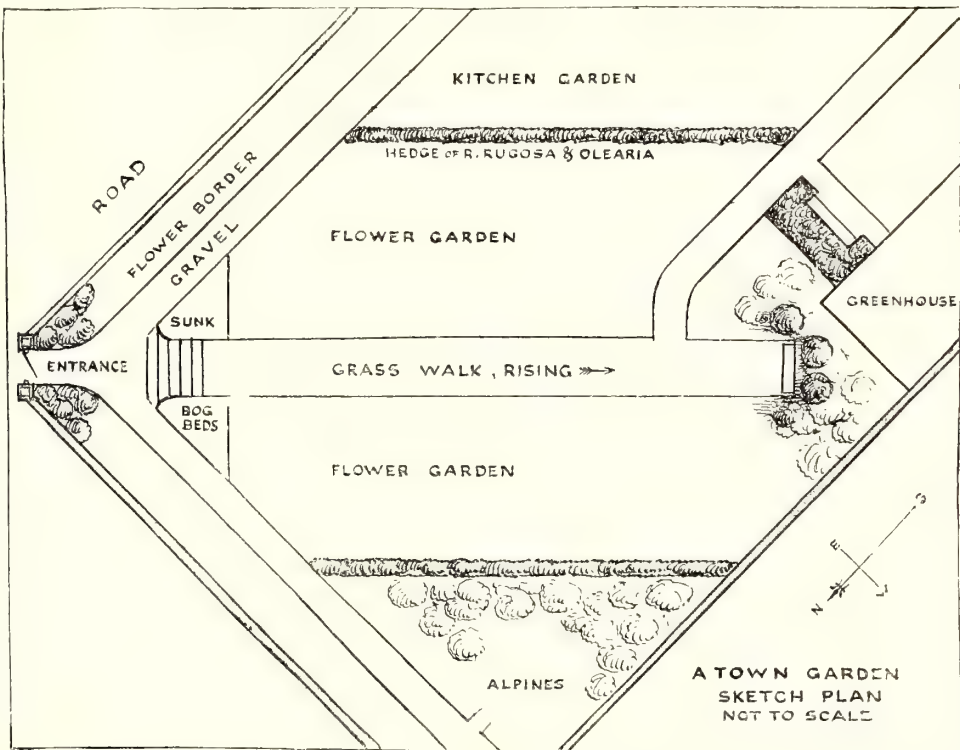 KITCHEN GARDEN
HEDGE OF R. RUGOSA & OLEARIA
ROAD
FLOWER BORDER
GRAVEL
FLOWER GARDEN
SUNK
GREENHOUSE
ENTRANCE
GRASS WALK, RISING
BOG
BEDS
FLOWER GARDEN
S
E
N
ALPINES
A TOWN GARDEN
SKETCH PLAN
NOT TO SCALE